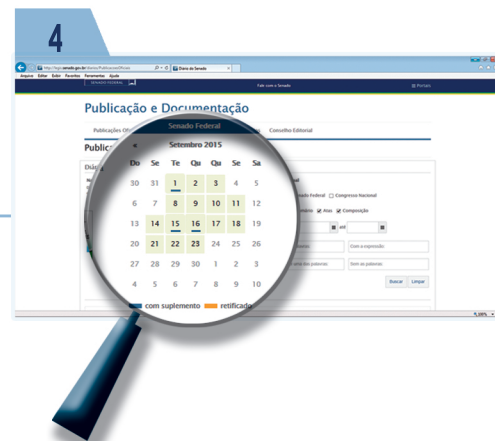 4
Diário do Senado
Arquivo Editar Exibir Favoritos Ferramentas Ajuda
SENADO FEDERAL
Fale com o Senado
Portais
Publicação e Documentação
Publicações
Conselho Editorial
Senado Federal
« Setembro 2015
Do Se Te Qu Qu Se Sa
30 31 1 2 3 4 5
6 7 8 9 10 11 12
13 14 15 16 17 18 19
20 21 22 23 24 25 26
27 28 29 30 1 2 3
4 5 6 7 8 9 10
com suplemento retificado
Federal Congresso Nacional
Atas Composição
até
Com a expressão:
Sem as palavras:
Buscar Limpar